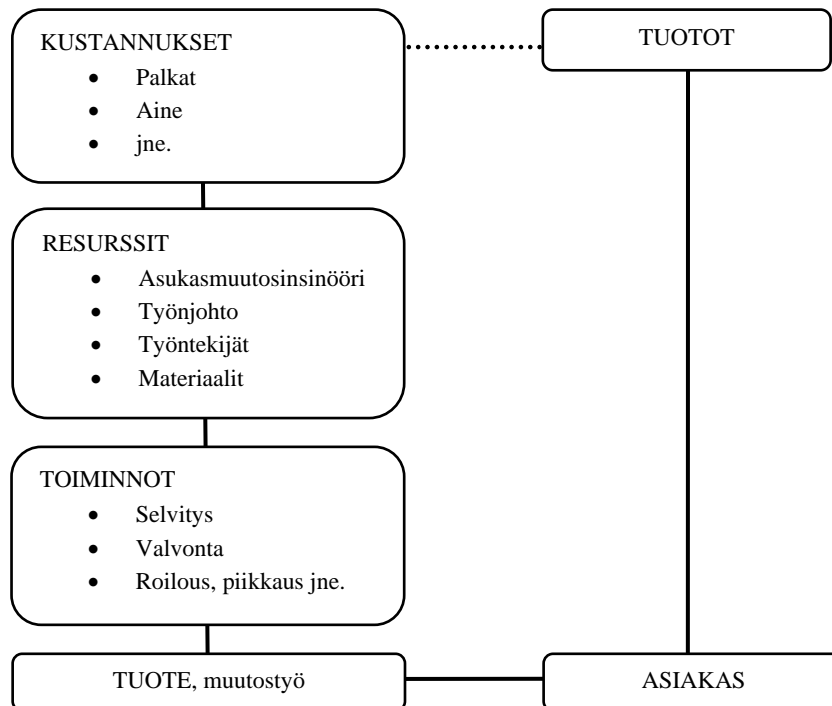 KUSTANNUKSET
• Palkat
• Aine
• jne.
TUOTOT
RESURSSIT
• Asukasmuutosinsinööri
• Työnjohto
• Työntekijät
• Materiaalit
TOIMINNOT
• Selvitys
• Valvonta
• Roilous, piikkaus jne.
TUOTE, muutostyö
ASIAKAS